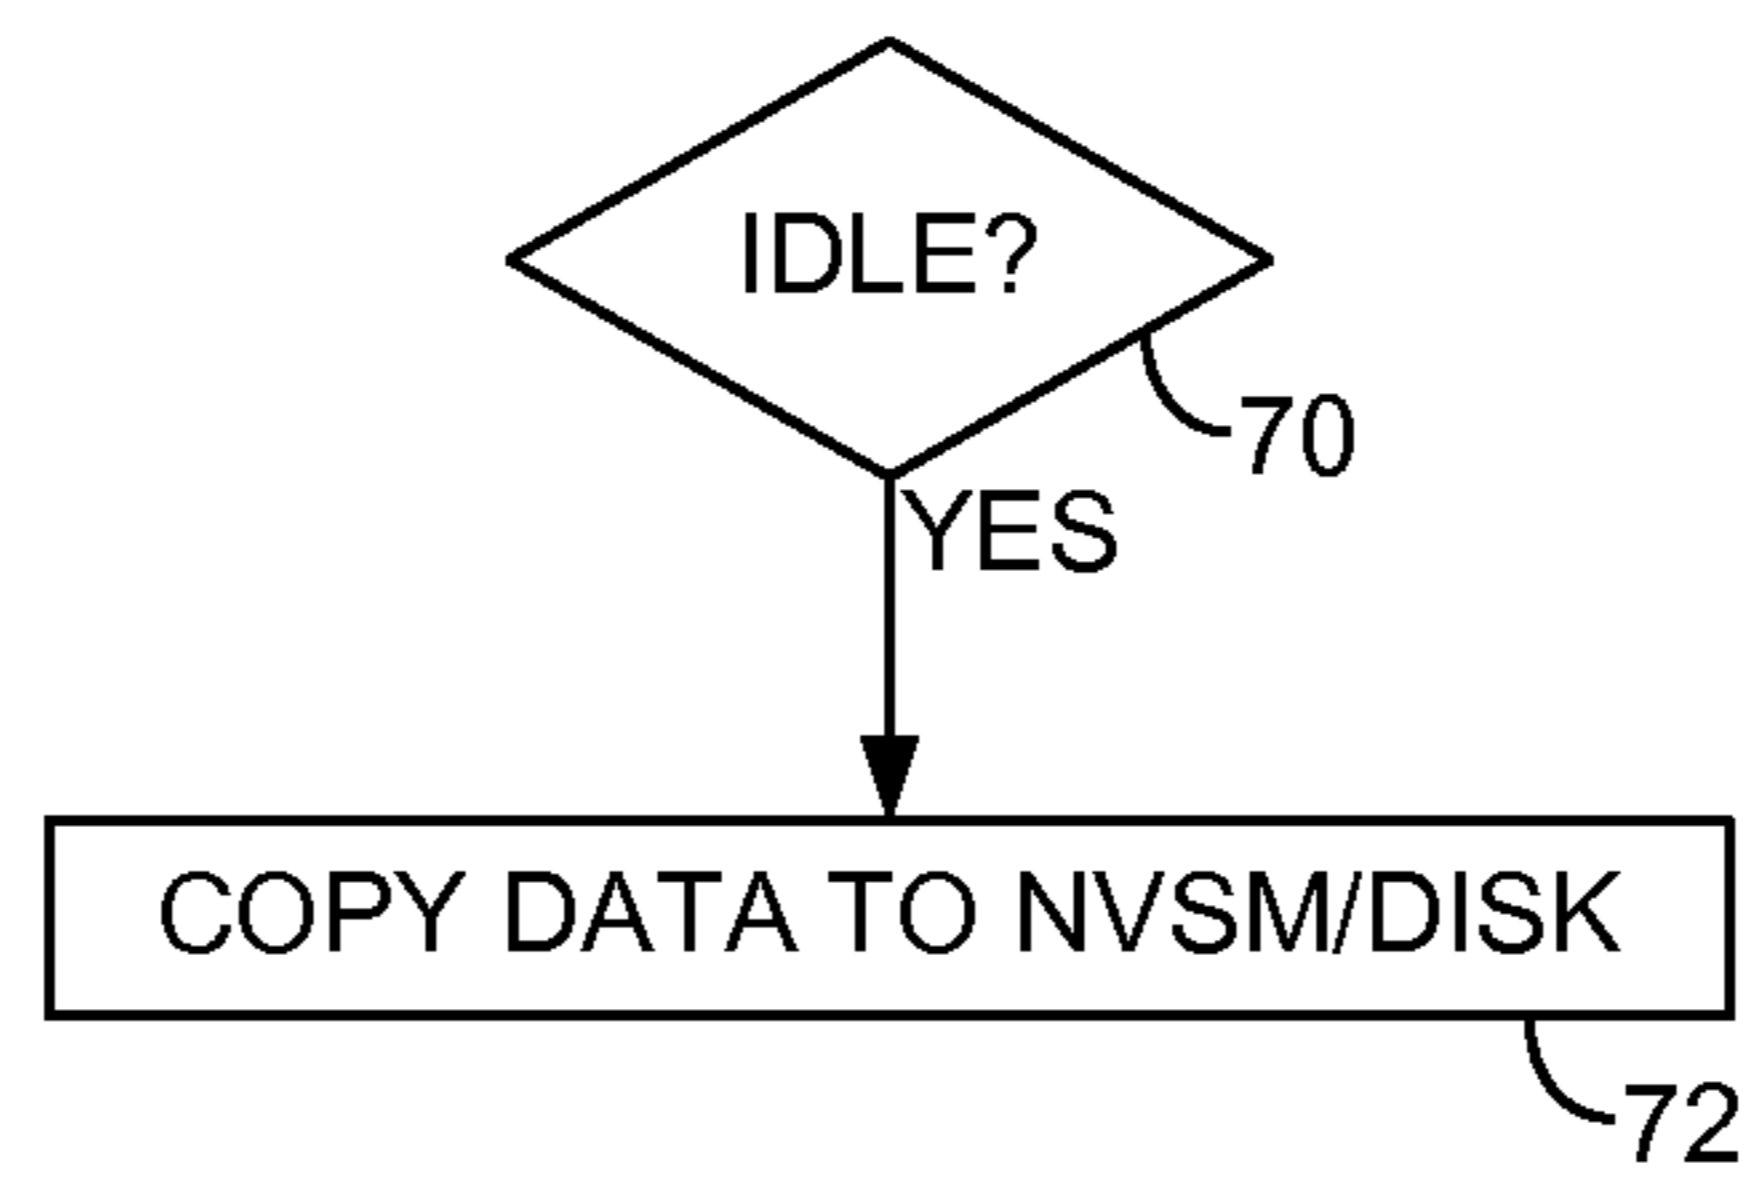 IDLE?
70
YES
COPY DATA TO NVSM/DISK
72